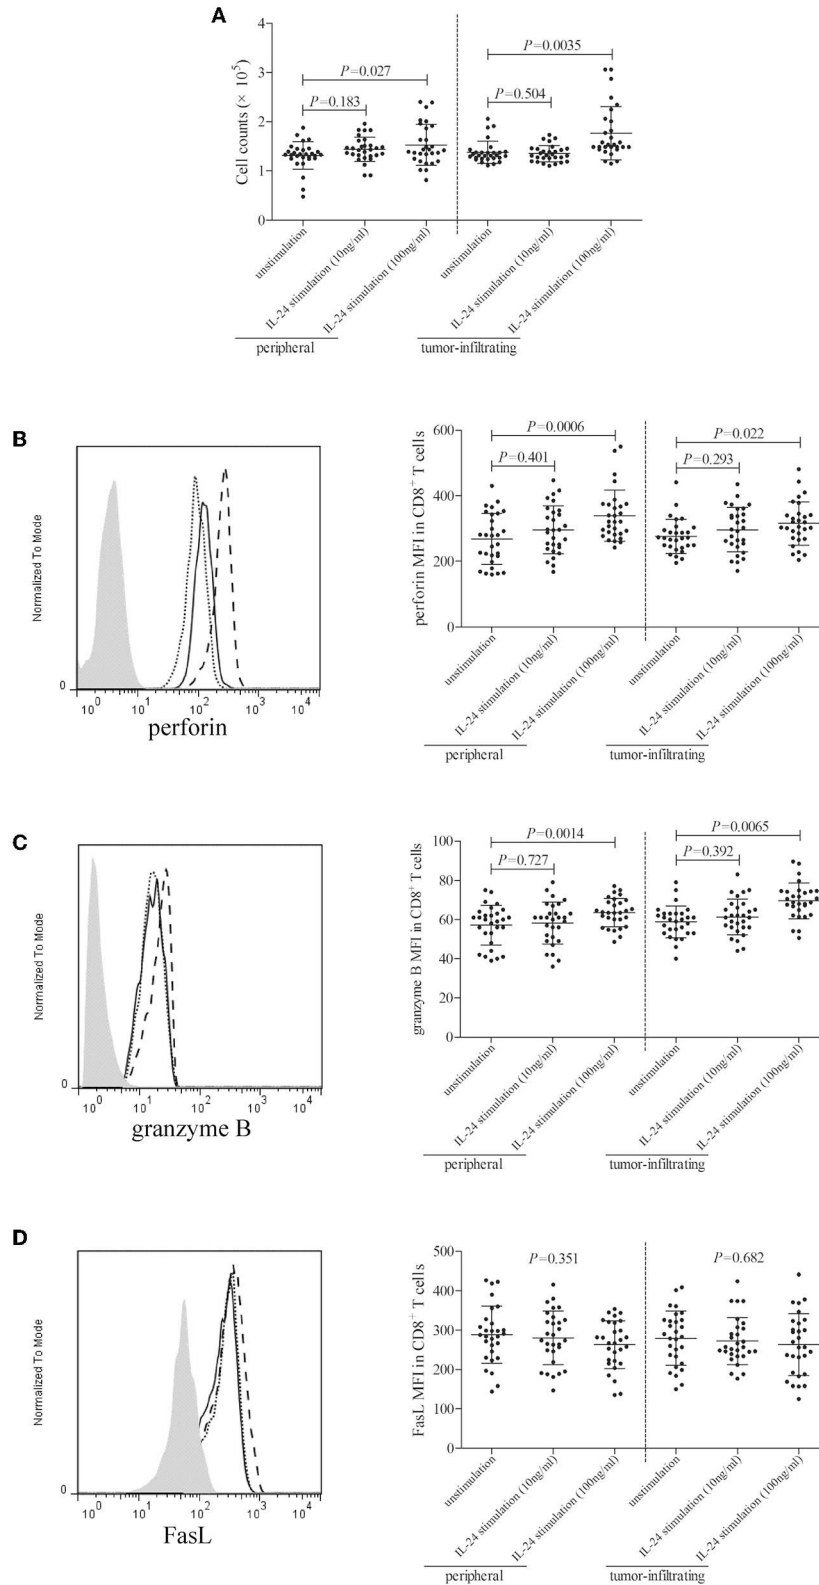 A
4
3
2
1
0
Cell counts (× 10⁵)
P=0.027
P=0.183
P=0.0035
P=0.504
unstimulation
IL-24 stimulation (10ng/ml)
IL-24 stimulation (100ng/ml)
unstimulation
IL-24 stimulation (10ng/ml)
IL-24 stimulation (100ng/ml)
peripheral
tumor-infiltrating
B
Normalized To Mode
0
10⁰ 10¹ 10² 10³ 10⁴
perforin
600
400
200
0
perforin MFI in CD8⁺ T cells
P=0.0006
P=0.401
P=0.022
P=0.293
unstimulation
IL-24 stimulation (10ng/ml)
IL-24 stimulation (100ng/ml)
unstimulation
IL-24 stimulation (10ng/ml)
IL-24 stimulation (100ng/ml)
peripheral
tumor-infiltrating
C
Normalized To Mode
0
10⁰ 10¹ 10² 10³ 10⁴
granzyme B
100
80
60
40
20
0
granzyme B MFI in CD8⁺ T cells
P=0.0014
P=0.727
P=0.0065
P=0.392
unstimulation
IL-24 stimulation (10ng/ml)
IL-24 stimulation (100ng/ml)
unstimulation
IL-24 stimulation (10ng/ml)
IL-24 stimulation (100ng/ml)
peripheral
tumor-infiltrating
D
Normalized To Mode
0
10⁰ 10¹ 10² 10³ 10⁴
FasL
500
400
300
200
100
0
FasL MFI in CD8⁺ T cells
P=0.351
P=0.682
unstimulation
IL-24 stimulation (10ng/ml)
IL-24 stimulation (100ng/ml)
unstimulation
IL-24 stimulation (10ng/ml)
IL-24 stimulation (100ng/ml)
peripheral
tumor-infiltrating